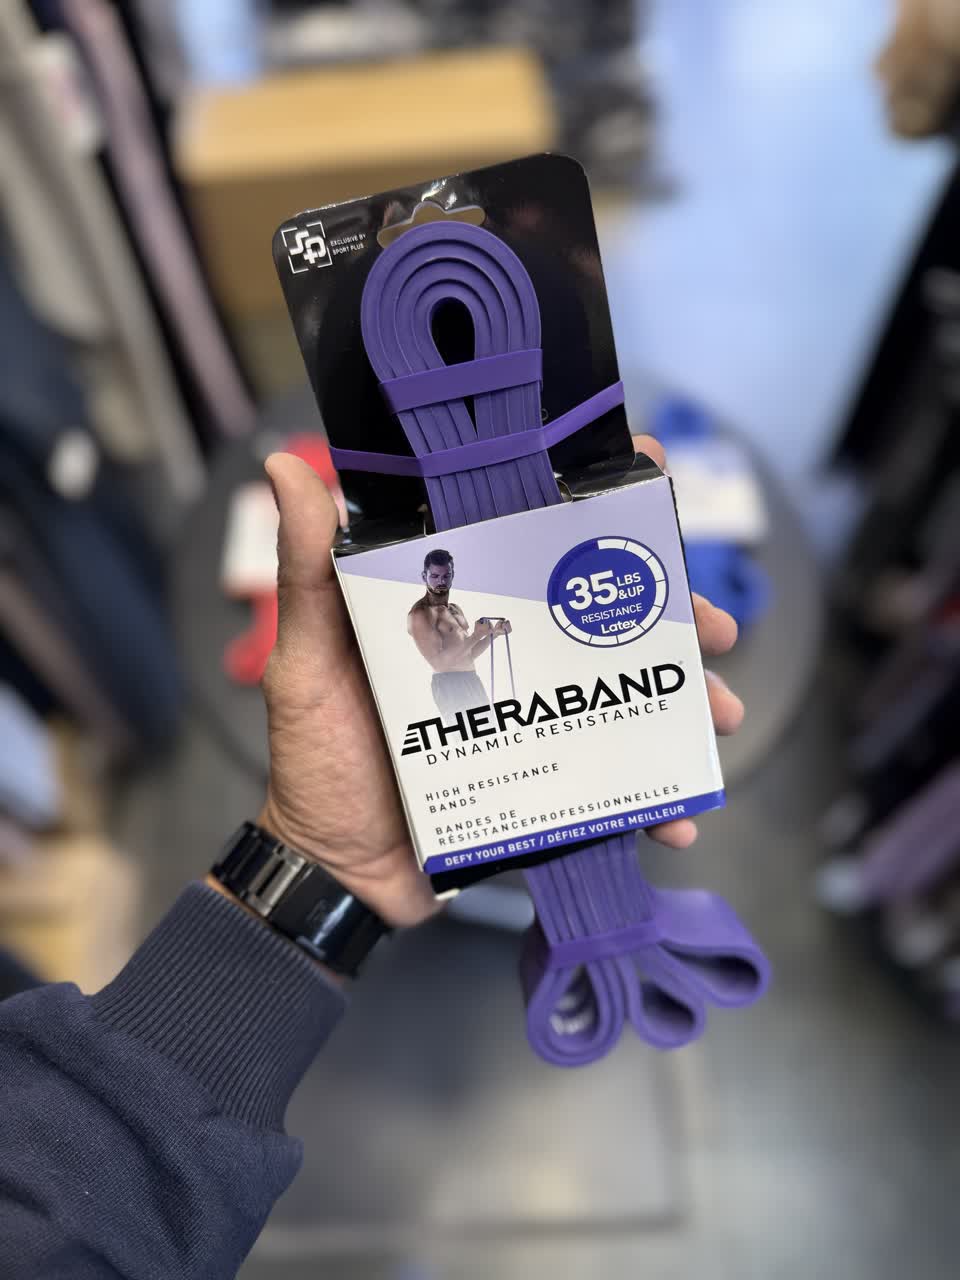 SP
EXCLUSIVE BY
SPORT PLUS
35 LBS
&UP
RESISTANCE
Latex
THERABAND
DYNAMIC RESISTANCE
HIGH RESISTANCE
BANDS
BANDES DE
RÉSISTANCEPROFESSIONNELLES
DEFY YOUR BEST / DÉFIEZ VOTRE MEILLEUR